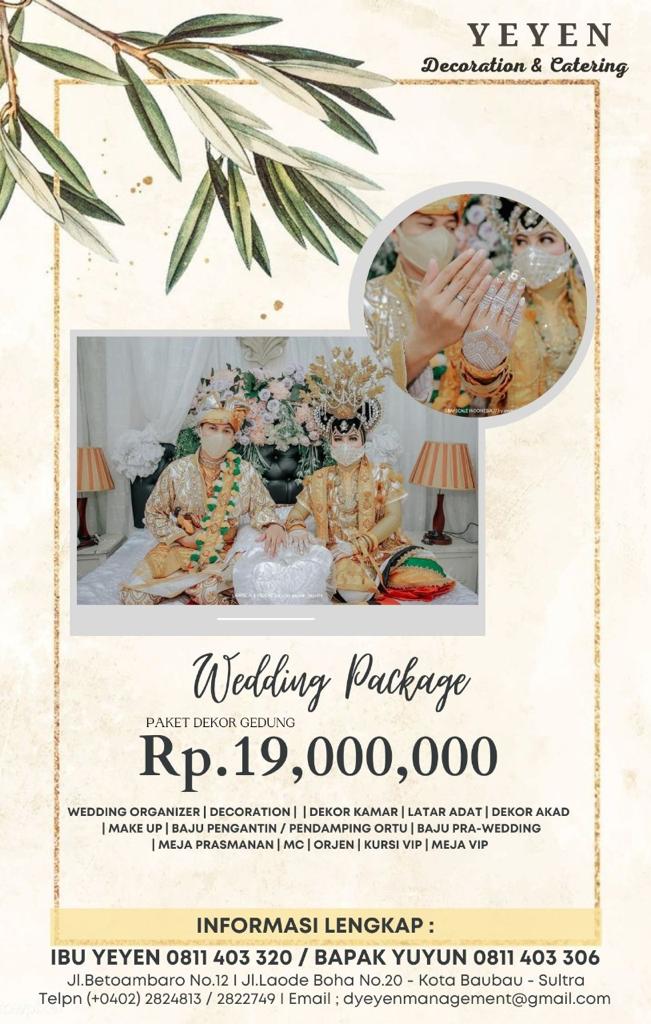 YEYEN
Decoration & Catering
Wedding Package
PAKET DEKOR GEDUNG
Rp.19,000,000
WEDDING ORGANIZER | DECORATION | | DEKOR KAMAR | LATAR ADAT | DEKOR AKAD
| MAKE UP | BAJU PENGANTIN / PENDAMPING ORTU | BAJU PRA-WEDDING
| MEJA PRASMANAN | MC | ORJEN | KURSI VIP | MEJA VIP
INFORMASI LENGKAP :
IBU YEYEN 0811 403 320 / BAPAK YUYUN 0811 403 306
Jl.Betoambaro No.12 I Jl.Laode Boha No.20 - Kota Baubau - Sultra
Telpn (+0402) 2824813 / 2822749 I Email ; dyeyenmanagement@gmail.com